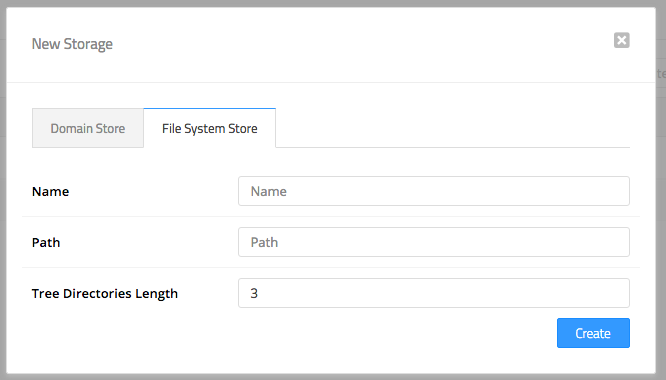 New Storage
Domain Store File System Store
Name Name
Path Path
Tree Directories Length 3
Create